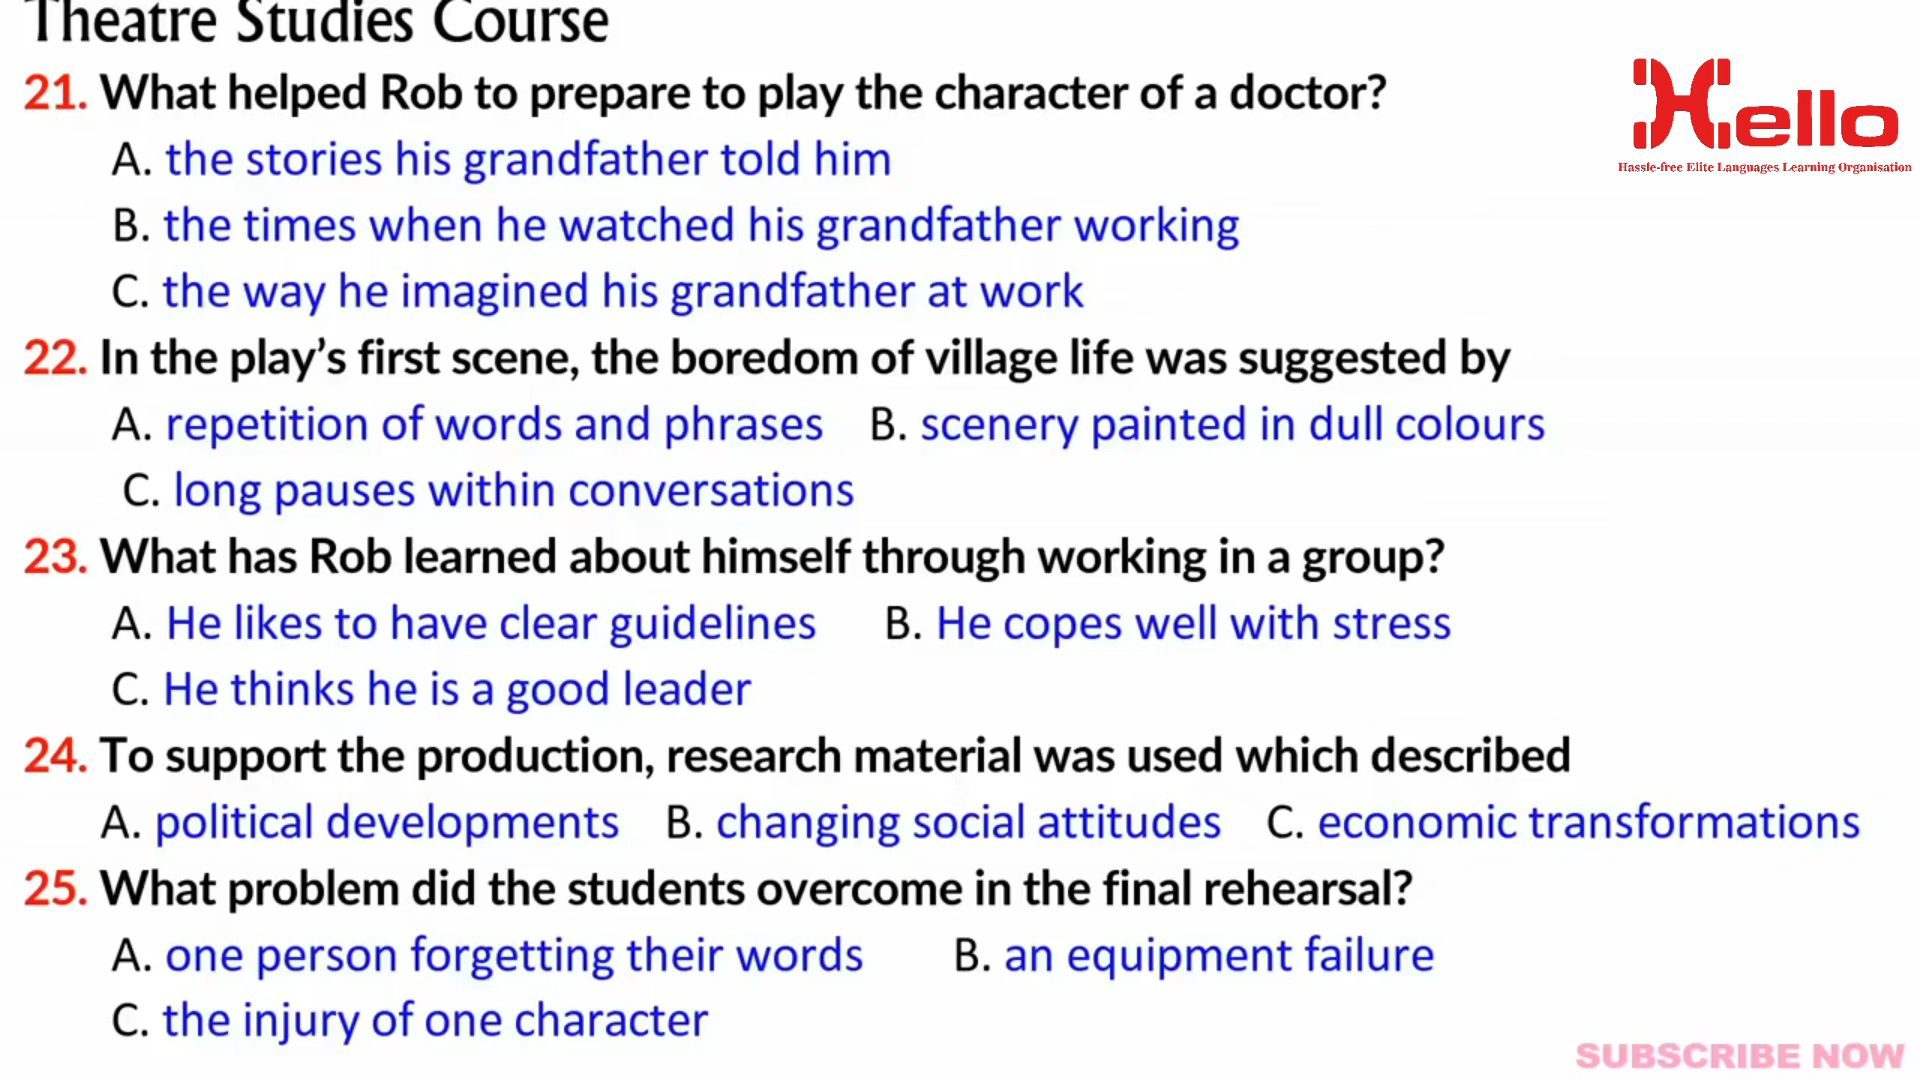 Theatre Studies Course
21. What helped Rob to prepare to play the character of a doctor?
A. the stories his grandfather told him
B. the times when he watched his grandfather working
C. the way he imagined his grandfather at work
22. In the play's first scene, the boredom of village life was suggested by
A. repetition of words and phrases B. scenery painted in dull colours
C. long pauses within conversations
23. What has Rob learned about himself through working in a group?
A. He likes to have clear guidelines B. He copes well with stress
C. He thinks he is a good leader
24. To support the production, research material was used which described
A. political developments B. changing social attitudes C. economic transformations
25. What problem did the students overcome in the final rehearsal?
A. one person forgetting their words B. an equipment failure
C. the injury of one character
Hello
Hassle-free Elite Languages Learning Organisation
SUBSCRIBE NOW